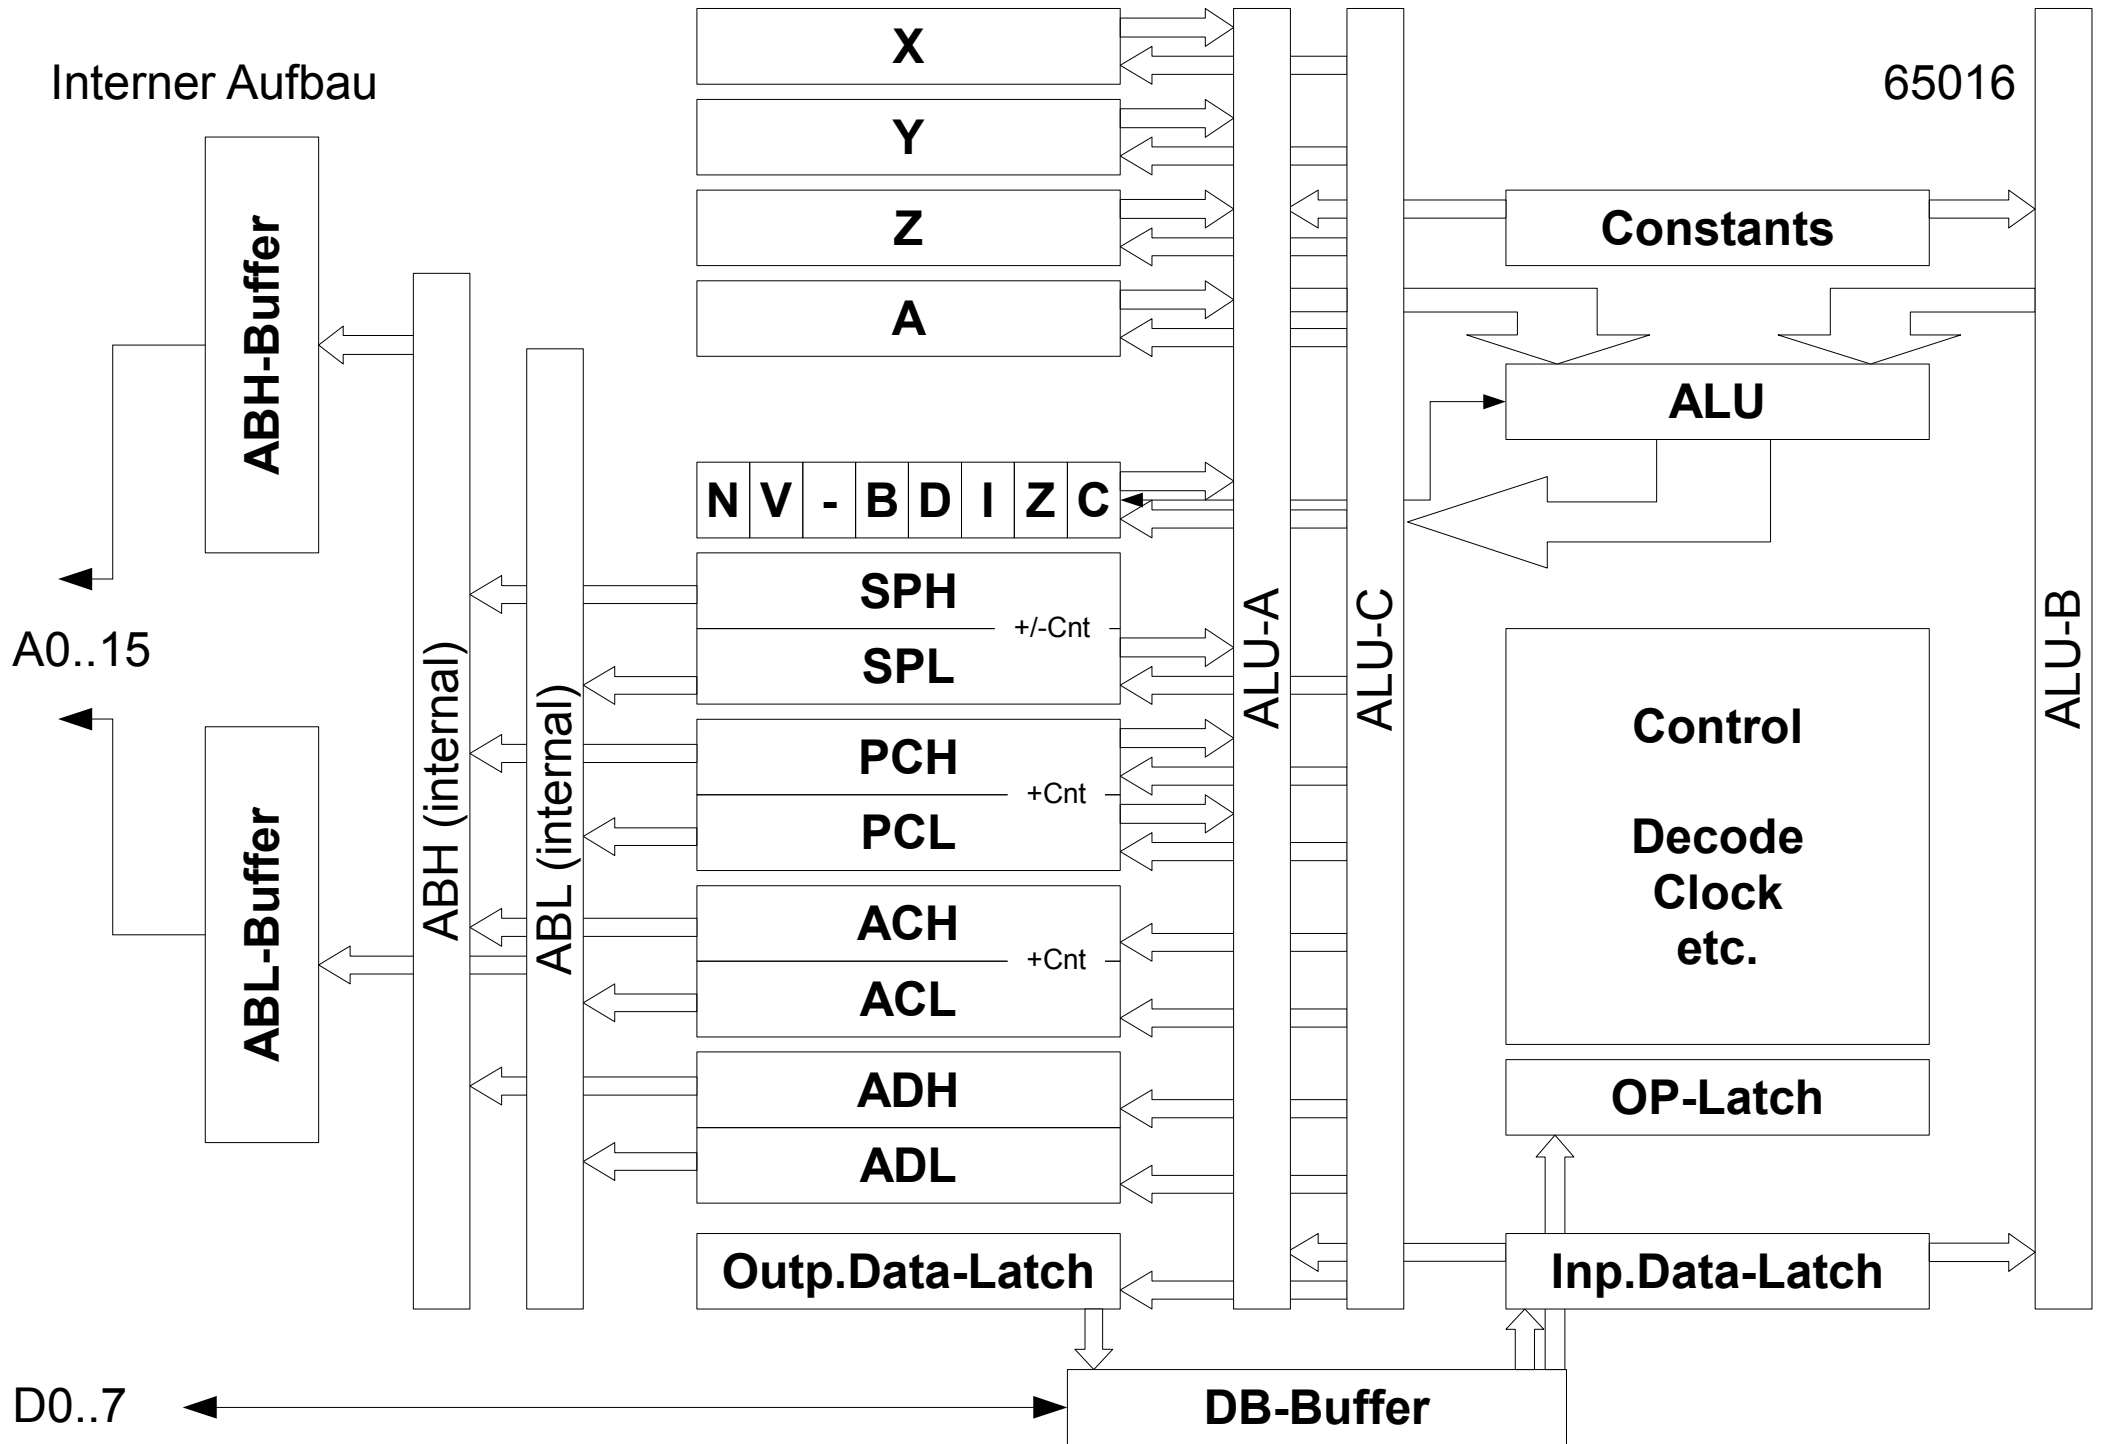 Interner Aufbau
65016
X
Y
Z
A
Constants
ALU
N V - B D I Z C
SPH
+/-Cnt
SPL
PCH
+Cnt
PCL
ACH
+Cnt
ACL
ADH
ADL
Outp.Data-Latch
ABH-Buffer
ABL-Buffer
A0..15
ABH (internal)
ABL (internal)
ALU-A
ALU-C
ALU-B
Control
Decode
Clock
etc.
OP-Latch
Inp.Data-Latch
D0..7
DB-Buffer